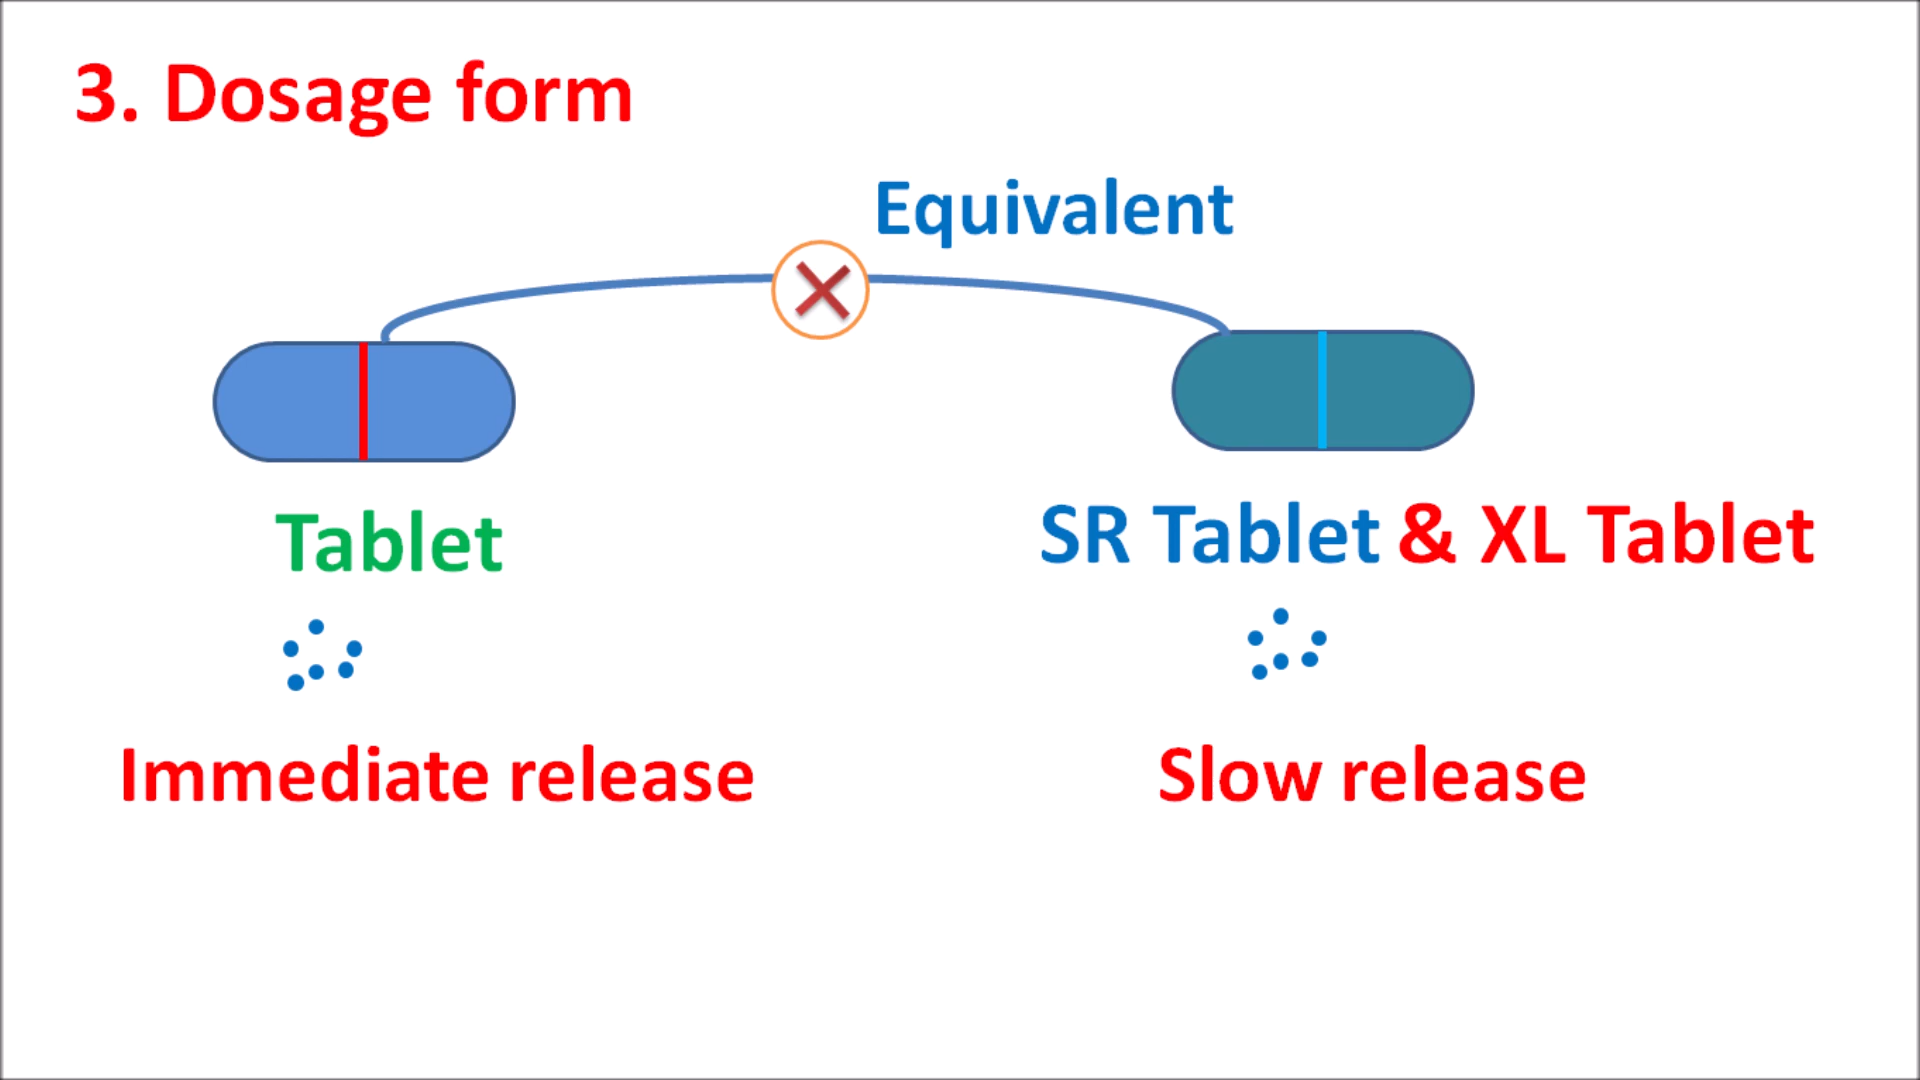 3. Dosage form
Equivalent
Tablet
SR Tablet & XL Tablet
Immediate release
Slow release